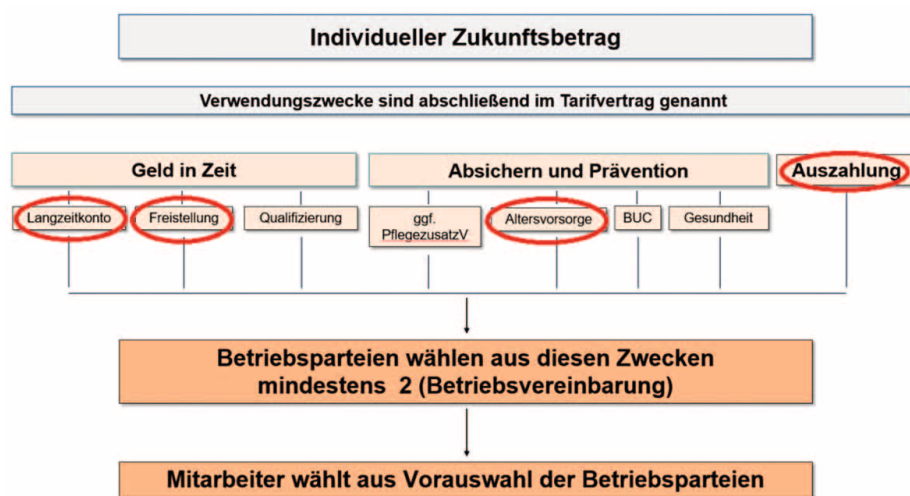 Individueller Zukunftsbetrag
Verwendungszwecke sind abschließend im Tarifvertrag genannt
Geld in Zeit
Absichern und Prävention
Auszahlung
Langzeitkonto
Freistellung
Qualifizierung
ggf.
PflegezusatzV
Altersvorsorge
BUC
Gesundheit
Betriebsparteien wählen aus diesen Zwecken
mindestens 2 (Betriebsvereinbarung)
Mitarbeiter wählt aus Vorauswahl der Betriebsparteien